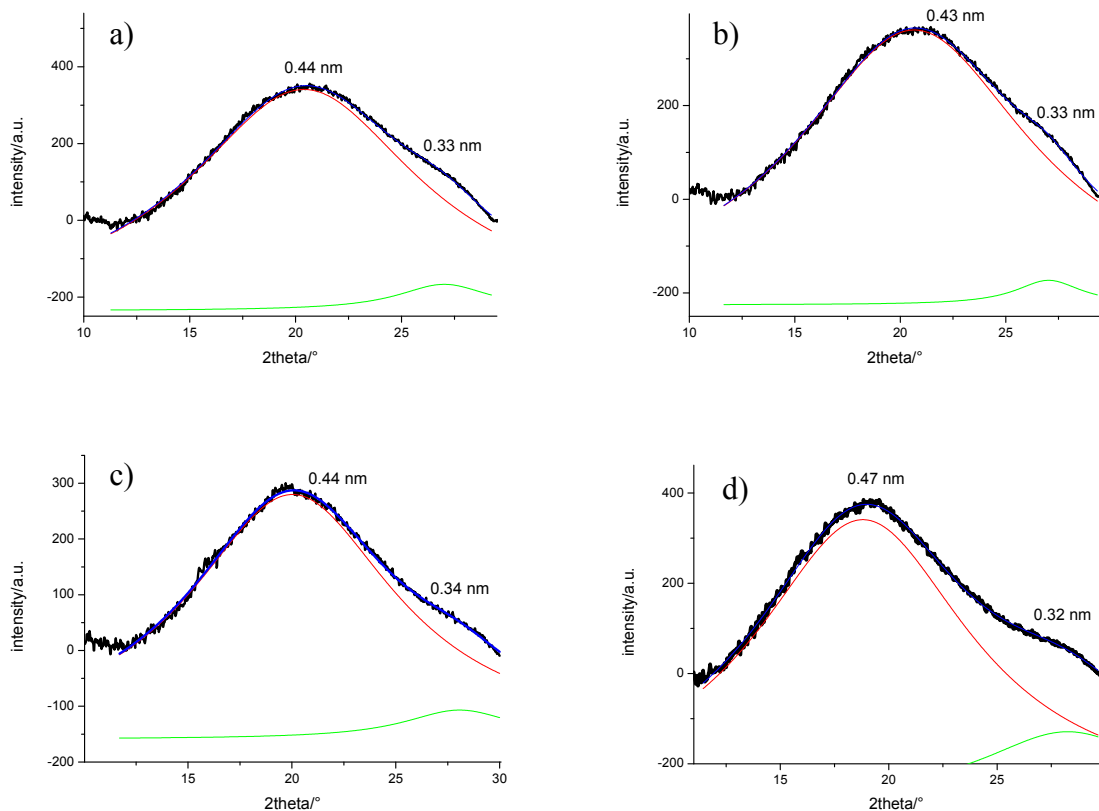 a)
0.44 nm
0.33 nm
intensity/a.u.
400
200
0
-200
10 15 20 25
2theta/°
b)
0.43 nm
0.33 nm
intensity/a.u.
200
0
-200
10 15 20 25
2theta/°
c)
0.44 nm
0.34 nm
intensity/a.u.
300
200
100
0
-100
-200
15 20 25 30
2theta/°
d)
0.47 nm
0.32 nm
intensity/a.u.
400
200
0
-200
15 20 25
2theta/°